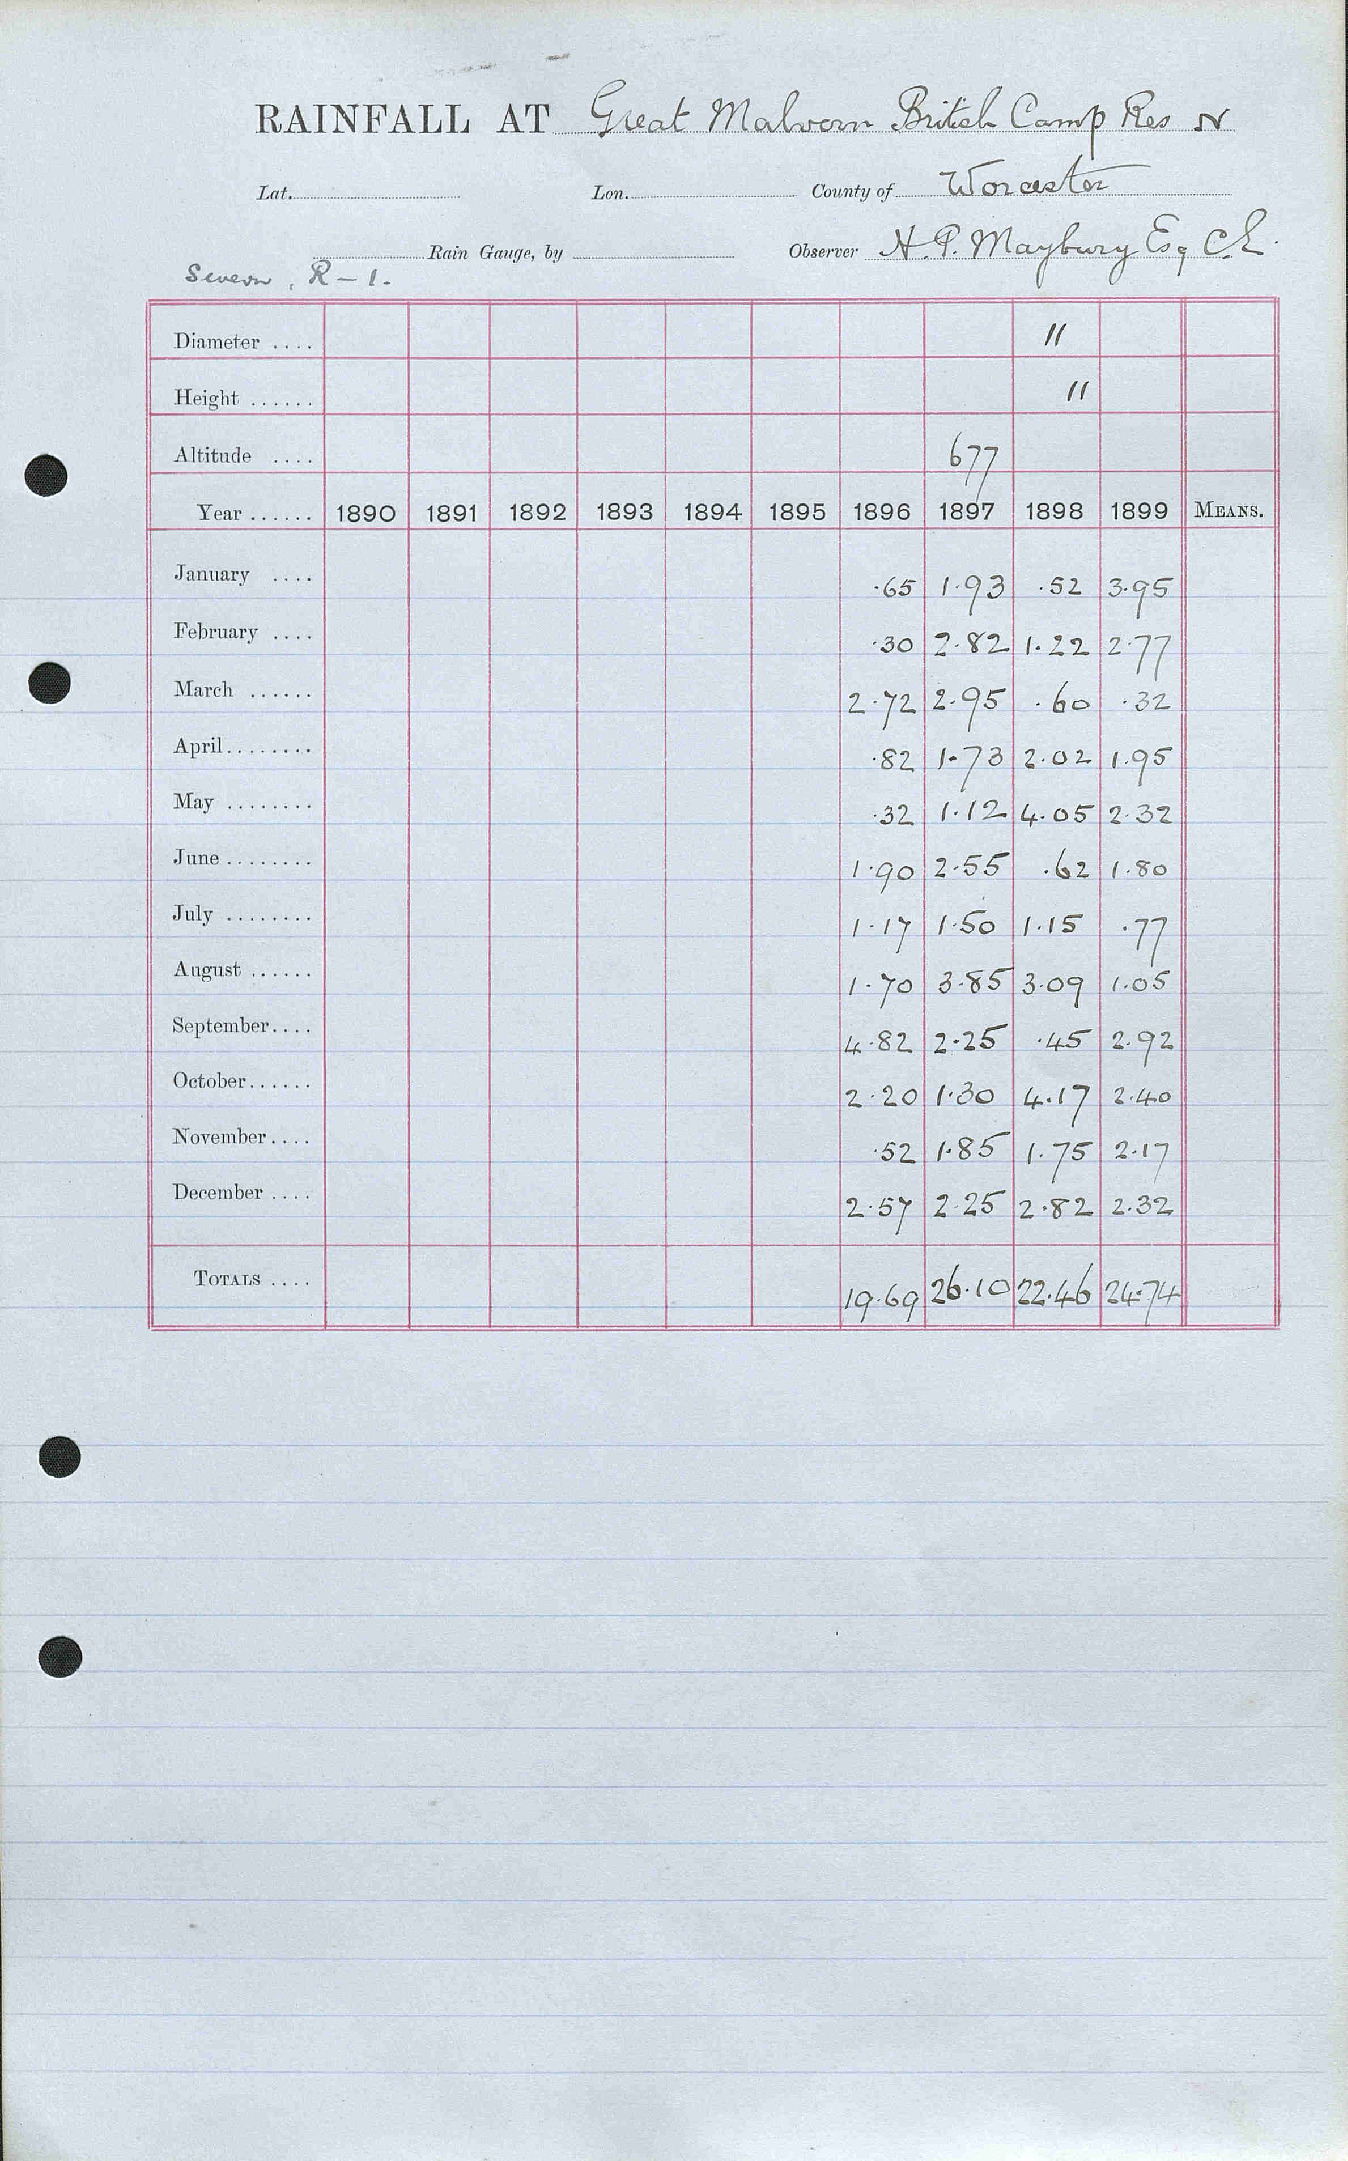 RAINFALL AT Great Malvern British Camp Res N
Lat. Lon. County of Worcester
Rain Gauge, by Observer H. P. Maybury Esq C.E.
Severn, R – 1.
Diameter .... "
Height ...... "
Altitude .... 677
Year ...... 1890 1891 1892 1893 1894 1895 1896 1897 1898 1899 MEANS.
January .... .65 1.93 .52 3.95
February .... .30 2.82 1.22 2.77
March ...... 2.72 2.95 .60 .32
April........ .82 1.73 2.02 1.95
May ........ .32 1.12 4.05 2.32
June ........ 1.90 2.55 .62 1.80
July ........ 1.17 1.50 1.15 .77
August ...... 1.70 3.85 3.09 1.05
September.... 4.82 2.25 .45 2.92
October...... 2.20 1.30 4.17 2.40
November.... .52 1.85 1.75 2.17
December .... 2.57 2.25 2.82 2.32
TOTALS .... 19.69 26.10 22.46 24.74